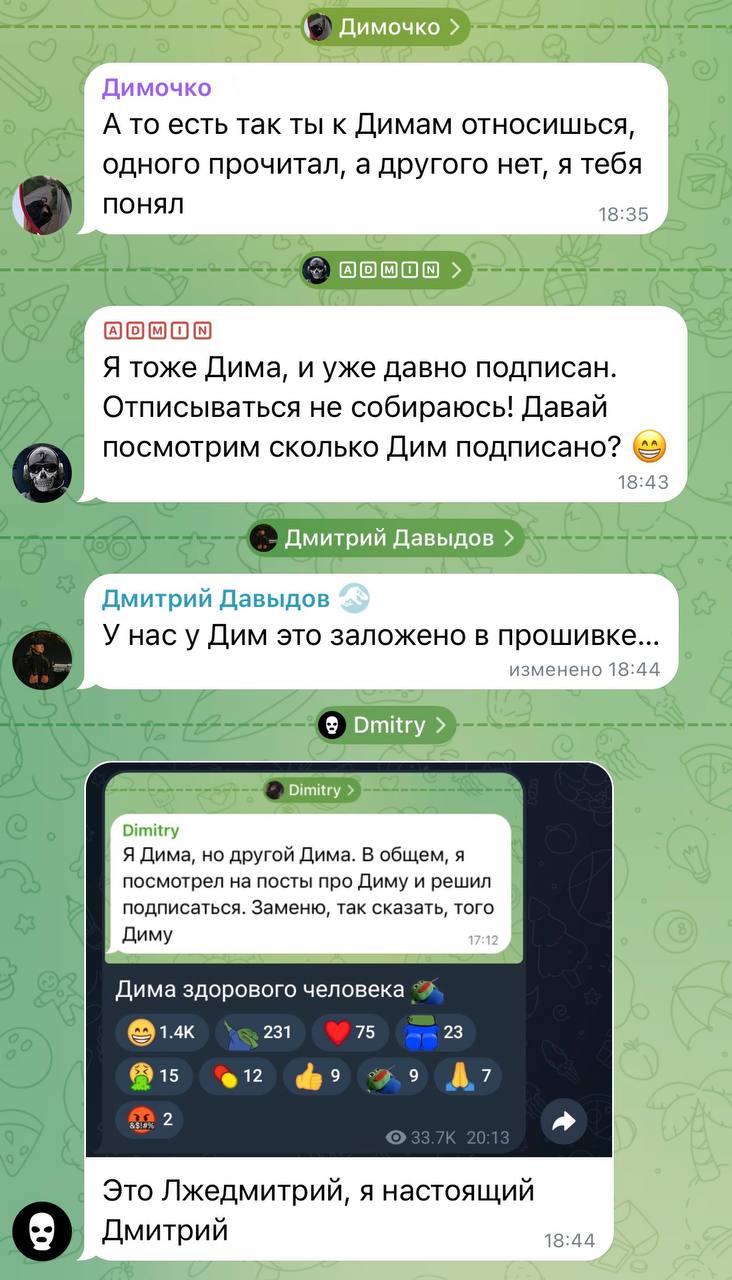 Димочко
Димочко
А то есть так ты к Димам относишься,
одного прочитал, а другого нет, я тебя
понял
18:35
ADMIN
ADMIN
Я тоже Дима, и уже давно подписан.
Отписываться не собираюсь! Давай
посмотрим сколько Дим подписано? 😁
18:43
Дмитрий Давыдов
Дмитрий Давыдов
У нас у Дим это заложено в прошивке...
изменено 18:44
Dmitry
Dimitry
Dimitry
Я Дима, но другой Дима. В общем, я
посмотрел на посты про Диму и решил
подписаться. Заменю, так сказать, того
Диму
17:12
Дима здорового человека
1.4K 231 75 23
15 12 9 9 7
2
33.7K 20:13
Это Лжедмитрий, я настоящий
Дмитрий
18:44